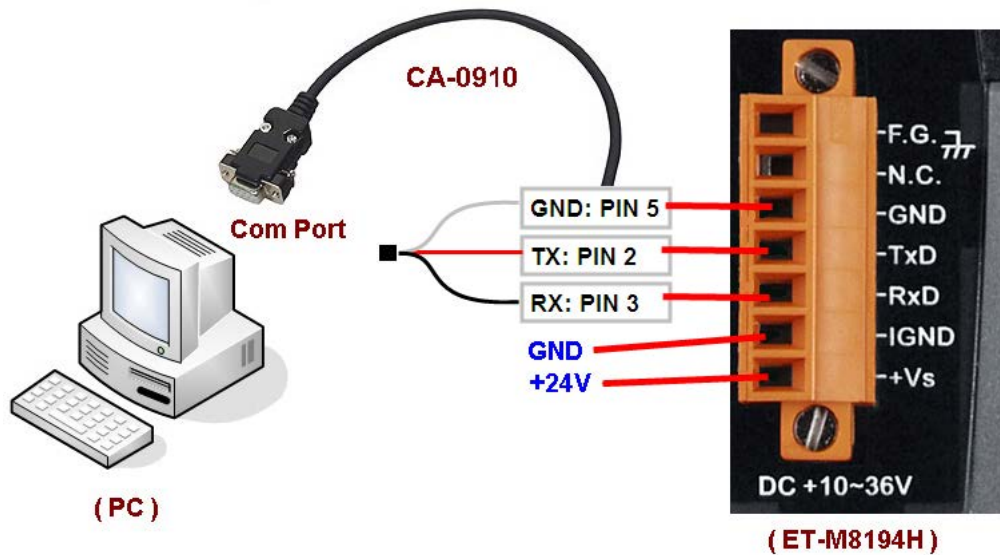 CA-0910
Com Port
GND: PIN 5
TX: PIN 2
RX: PIN 3
GND
+24V
F.G.
N.C.
GND
TxD
RxD
IGND
+Vs
DC +10~36V
( PC )
( ET-M8194H )